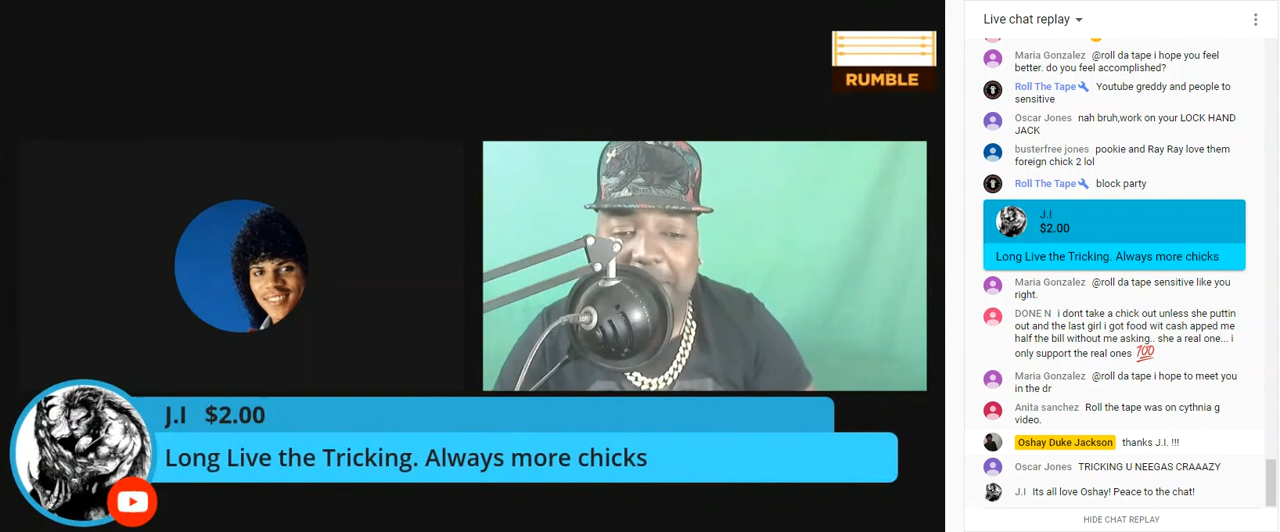 RUMBLE
J.I $2.00
Long Live the Tricking. Always more chicks
Live chat replay
Maria Gonzalez @roll da tape i hope you feel
better. do you feel accomplished?
Roll The Tape Youtube greddy and people to
sensitive
Oscar Jones nah bruh,work on your LOCK HAND
JACK
busterfree jones pookie and Ray Ray love them
foreign chick 2 lol
Roll The Tape block party
J.I
$2.00
Long Live the Tricking. Always more chicks
Maria Gonzalez @roll da tape sensitive like you
right.
DONE N i dont take a chick out unless she puttin
out and the last girl i got food wit cash apped me
half the bill without me asking.. she a real one... i
only support the real ones 100
Maria Gonzalez @roll da tape i hope to meet you
in the dr
Anita sanchez Roll the tape was on cythnia g
video.
Oshay Duke Jackson thanks J.I. !!!
Oscar Jones TRICKING U NEEGAS CRAAAZY
J.I Its all love Oshay! Peace to the chat!
HIDE CHAT REPLAY